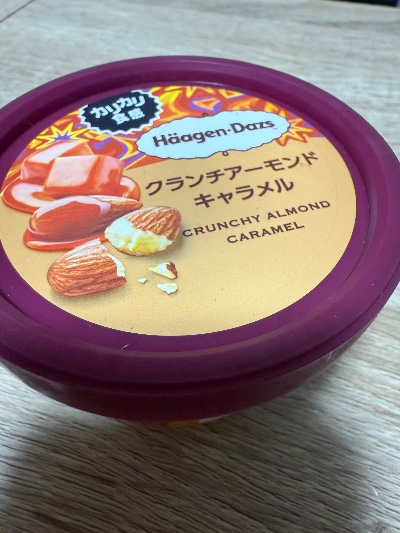 カリカリ
食感
Häagen-Dazs
クランチアーモンド
キャラメル
CRUNCHY ALMOND
CARAMEL